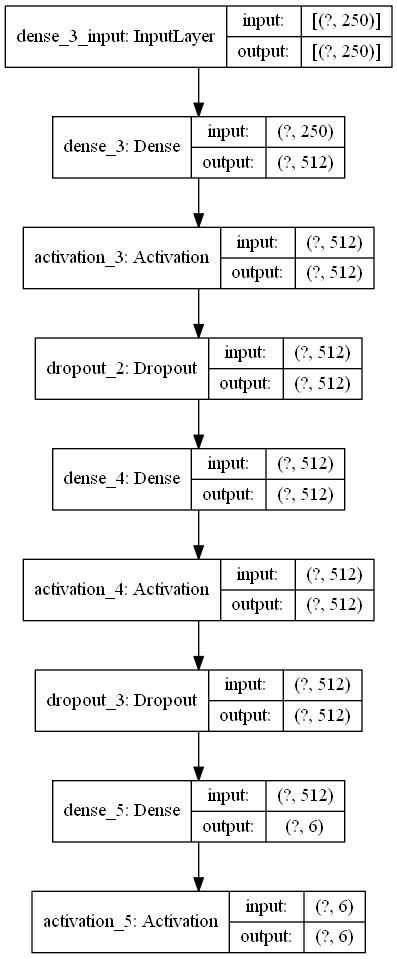 dense_3_input: InputLayer
input: [(?, 250)]
output: [(?, 250)]
dense_3: Dense
input: (?, 250)
output: (?, 512)
activation_3: Activation
input: (?, 512)
output: (?, 512)
dropout_2: Dropout
input: (?, 512)
output: (?, 512)
dense_4: Dense
input: (?, 512)
output: (?, 512)
activation_4: Activation
input: (?, 512)
output: (?, 512)
dropout_3: Dropout
input: (?, 512)
output: (?, 512)
dense_5: Dense
input: (?, 512)
output: (?, 6)
activation_5: Activation
input: (?, 6)
output: (?, 6)